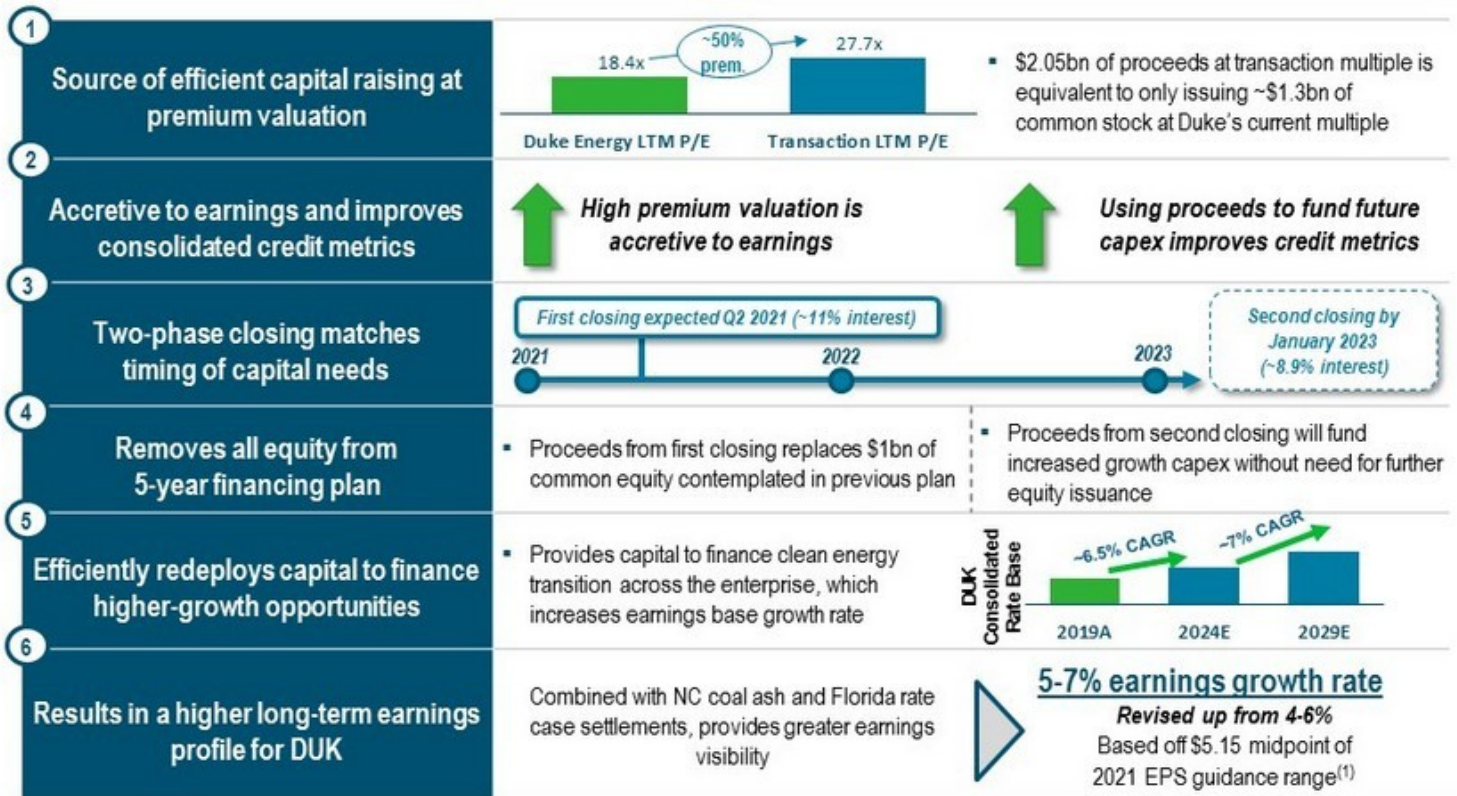 1
Source of efficient capital raising at
premium valuation
18.4x
~50%
prem.
27.7x
Duke Energy LTM P/E
Transaction LTM P/E
▪ $2.05bn of proceeds at transaction multiple is
equivalent to only issuing ~$1.3bn of
common stock at Duke's current multiple
2
Accretive to earnings and improves
consolidated credit metrics
High premium valuation is
accretive to earnings
Using proceeds to fund future
capex improves credit metrics
3
Two-phase closing matches
timing of capital needs
First closing expected Q2 2021 (~11% interest)
2021
2022
2023
Second closing by
January 2023
(~8.9% interest)
4
Removes all equity from
5-year financing plan
▪ Proceeds from first closing replaces $1bn of
common equity contemplated in previous plan
▪ Proceeds from second closing will fund
increased growth capex without need for further
equity issuance
5
Efficiently redeploys capital to finance
higher-growth opportunities
▪ Provides capital to finance clean energy
transition across the enterprise, which
increases earnings base growth rate
DUK
Consolidated
Rate Base
~6.5% CAGR
~7% CAGR
2019A
2024E
2029E
6
Results in a higher long-term earnings
profile for DUK
Combined with NC coal ash and Florida rate
case settlements, provides greater earnings
visibility
5-7% earnings growth rate
Revised up from 4-6%
Based off $5.15 midpoint of
2021 EPS guidance range(1)